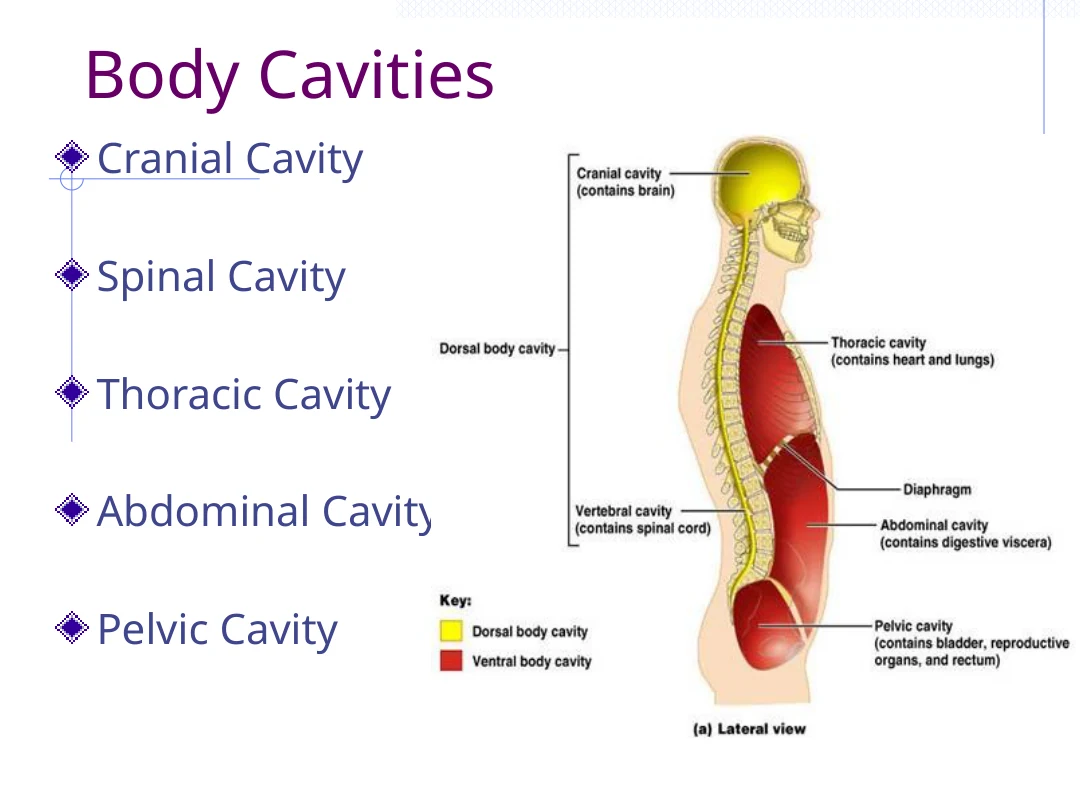 Body Cavities
Cranial Cavity
Spinal Cavity
Thoracic Cavity
Abdominal Cavity
Pelvic Cavity
Cranial cavity
(contains brain)
Dorsal body cavity
Vertebral cavity
(contains spinal cord)
Thoracic cavity
(contains heart and lungs)
Diaphragm
Abdominal cavity
(contains digestive viscera)
Pelvic cavity
(contains bladder, reproductive
organs, and rectum)
Key:
Dorsal body cavity
Ventral body cavity
(a) Lateral view